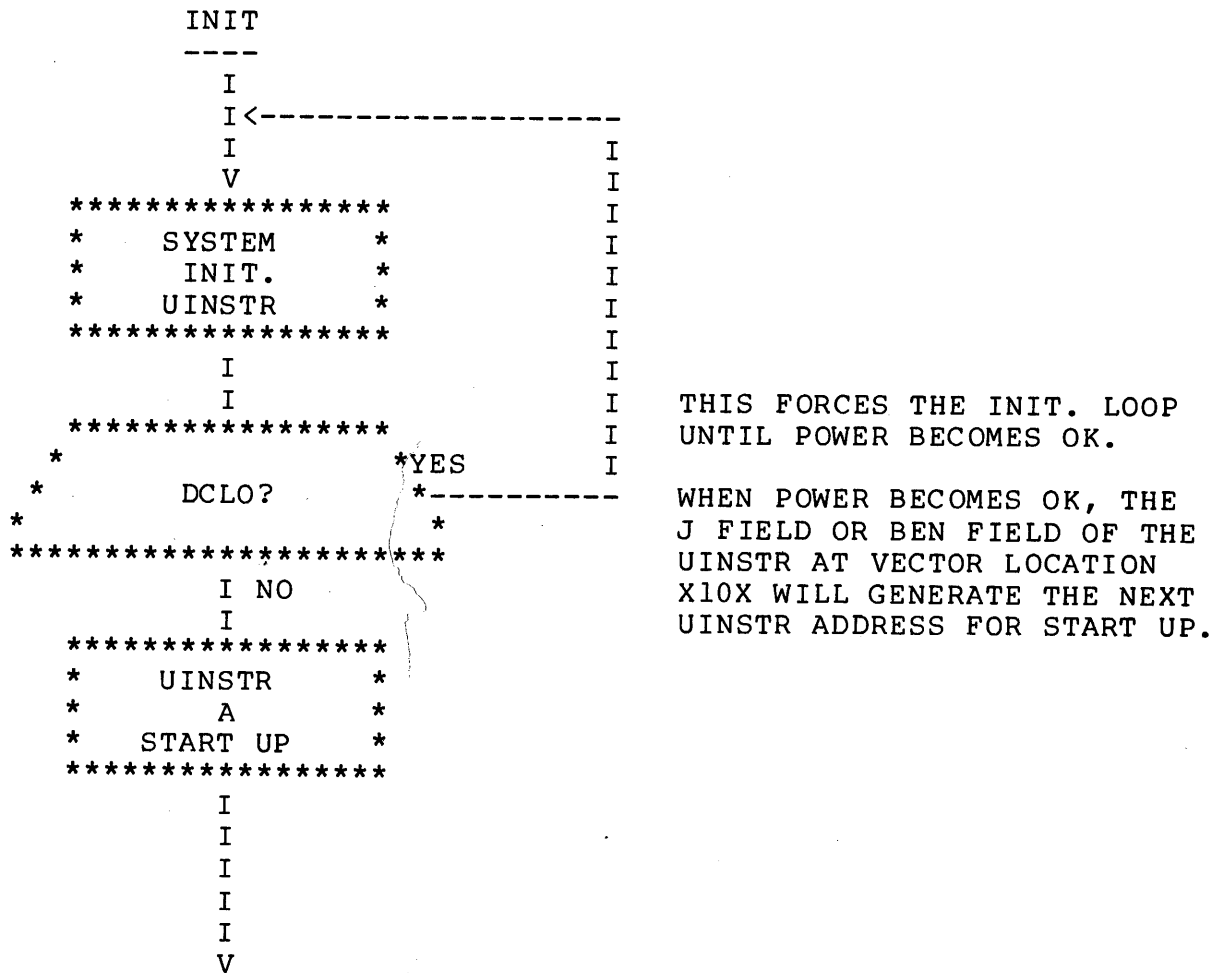 INIT
----
I
I<-------------------
I I
V I
***************** I
* SYSTEM * I
* INIT. * I
* UINSTR * I
***************** I
I
I I THIS FORCES THE INIT. LOOP
***************** I UNTIL POWER BECOMES OK.
* *YES I
* DCLO? *---------- WHEN POWER BECOMES OK, THE
* * J FIELD OR BEN FIELD OF THE
*********************** UINSTR AT VECTOR LOCATION
I NO X10X WILL GENERATE THE NEXT
I UINSTR ADDRESS FOR START UP.
*****************
* UINSTR *
* A *
* START UP *
*****************
I
I
I
I
I
V